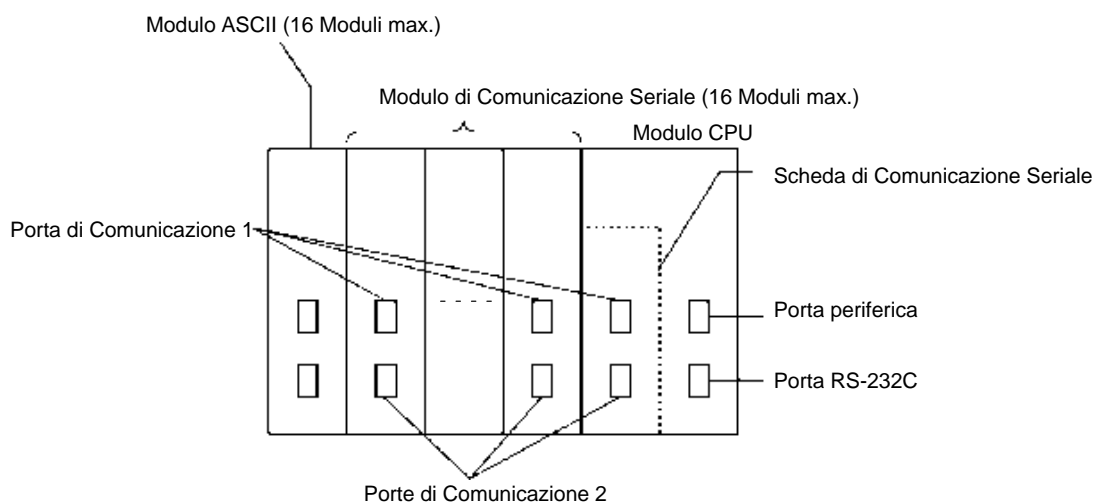 Modulo ASCII (16 Moduli max.)
Modulo di Comunicazione Seriale (16 Moduli max.)
Modulo CPU
Scheda di Comunicazione Seriale
Porta di Comunicazione 1
Porta periferica
Porta RS-232C
Porte di Comunicazione 2